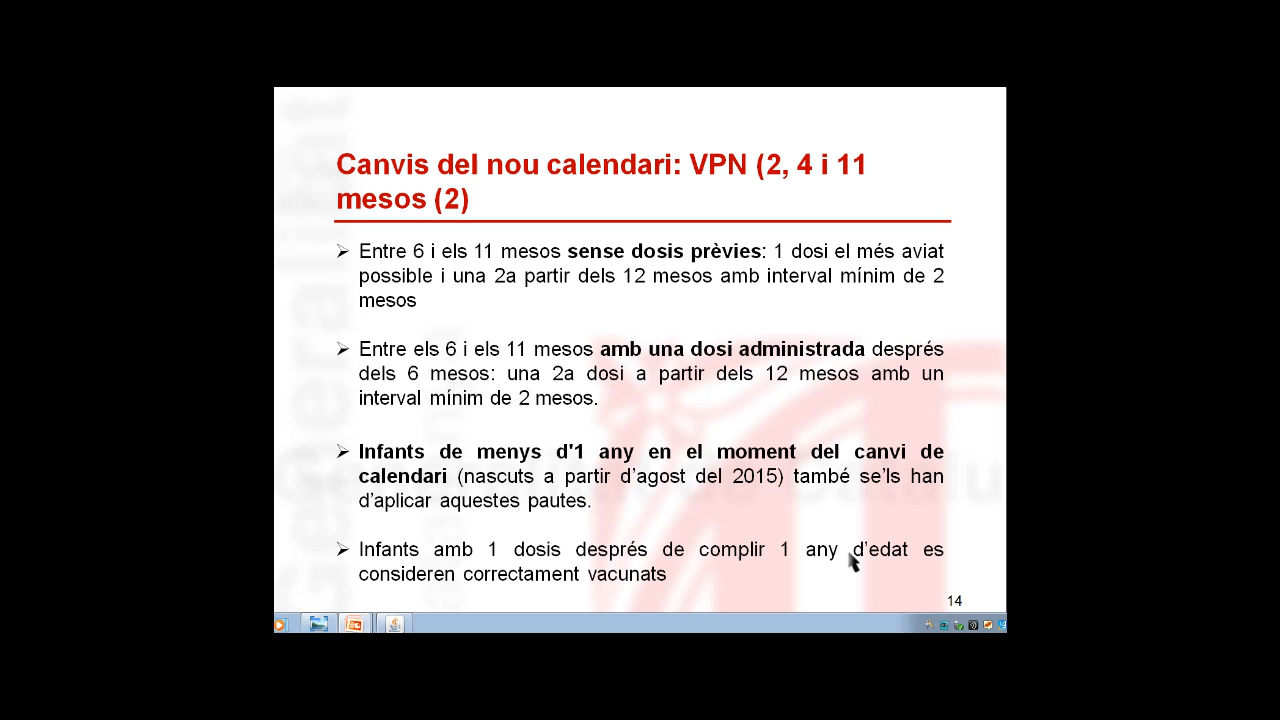 Canvis del nou calendari: VPN (2, 4 i 11
mesos (2)
Entre 6 i els 11 mesos sense dosis prèvies: 1 dosi el més aviat
possible i una 2a partir dels 12 mesos amb interval mínim de 2
mesos
Entre els 6 i els 11 mesos amb una dosi administrada després
dels 6 mesos: una 2a dosi a partir dels 12 mesos amb un
interval mínim de 2 mesos.
Infants de menys d'1 any en el moment del canvi de
calendari (nascuts a partir d’agost del 2015) també se’ls han
d’aplicar aquestes pautes.
Infants amb 1 dosis després de complir 1 any d’edat es
consideren correctament vacunats
14